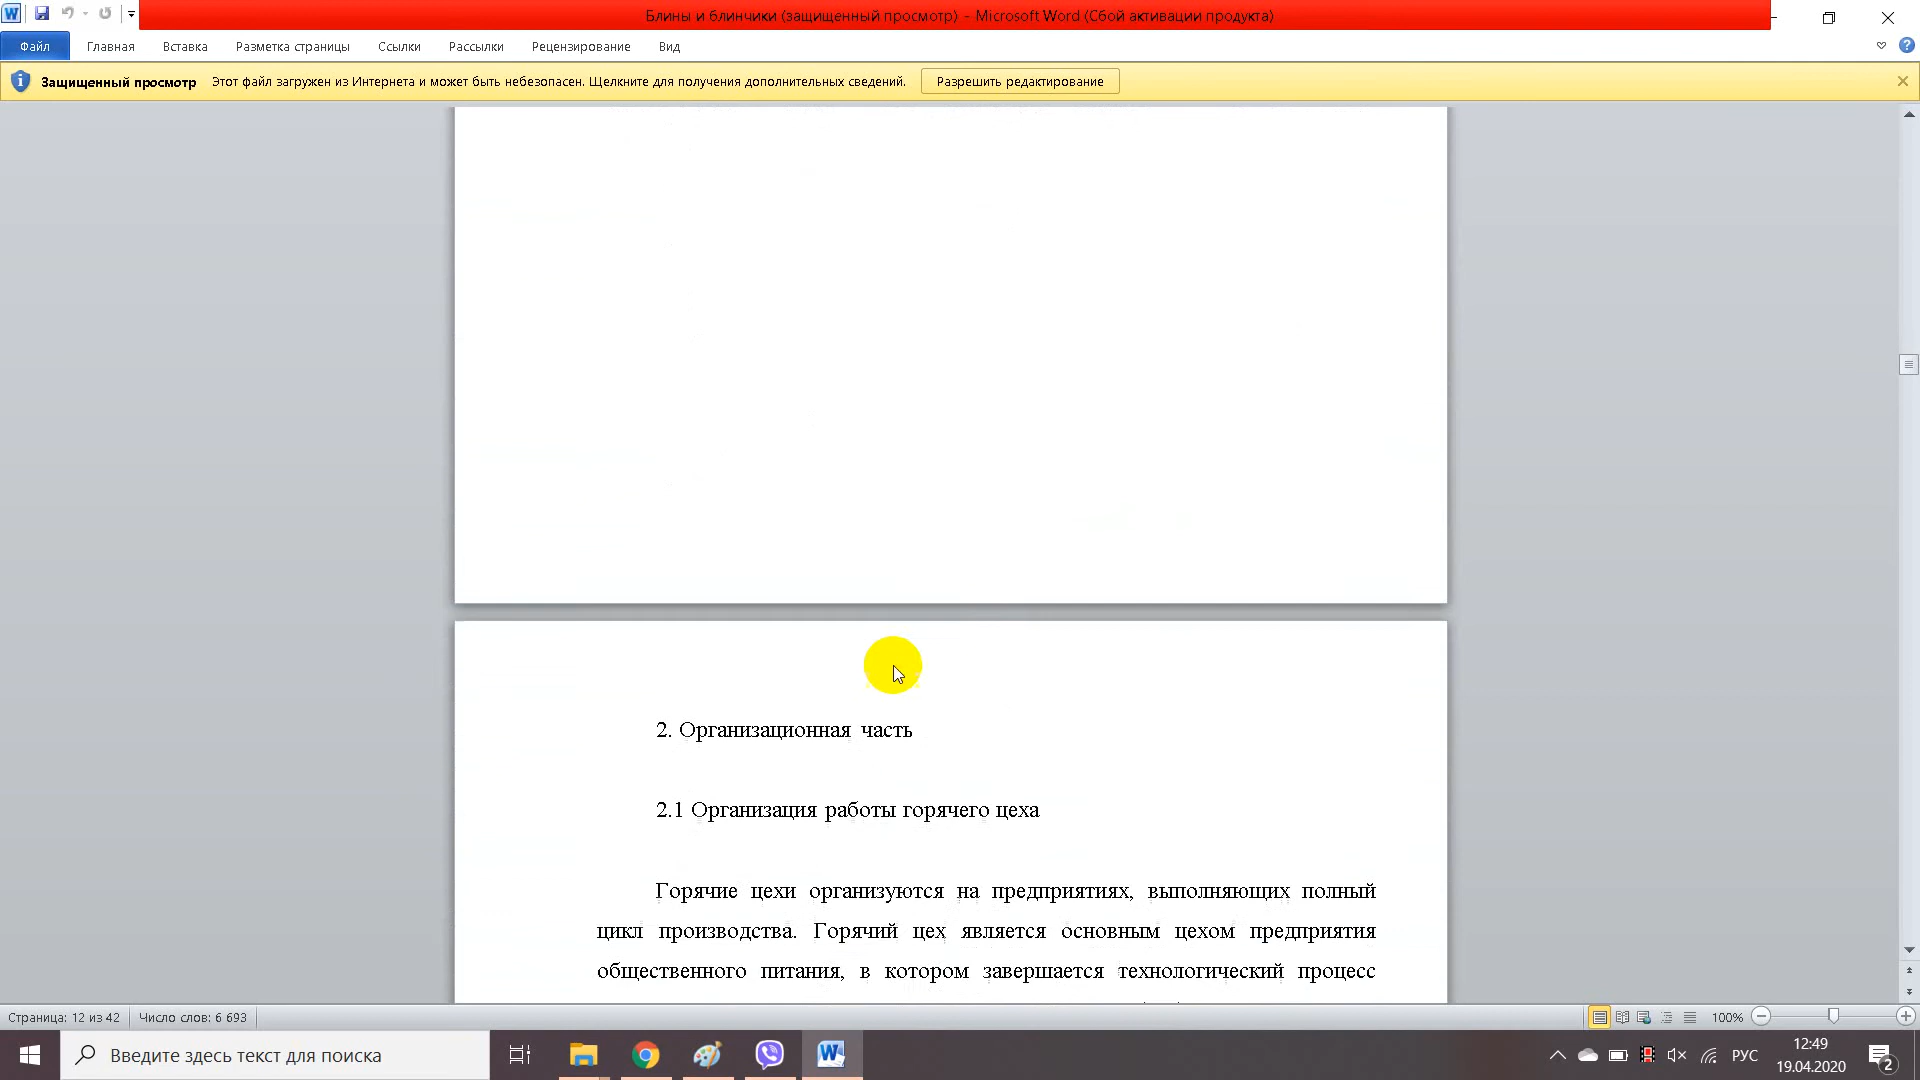 Блины и блинчики (защищенный просмотр) - Microsoft Word (Сбой активации продукта)
Файл Главная Вставка Разметка страницы Ссылки Рассылки Рецензирование Вид
Защищенный просмотр Этот файл загружен из Интернета и может быть небезопасен. Щелкните для получения дополнительных сведений. Разрешить редактирование
2. Организационная часть
2.1 Организация работы горячего цеха
Горячие цехи организуются на предприятиях, выполняющих полный
цикл производства. Горячий цех является основным цехом предприятия
общественного питания, в котором завершается технологический процесс
Страница: 12 из 42 Число слов: 6 693 100%
Введите здесь текст для поиска
РУС
12:49
19.04.2020
2